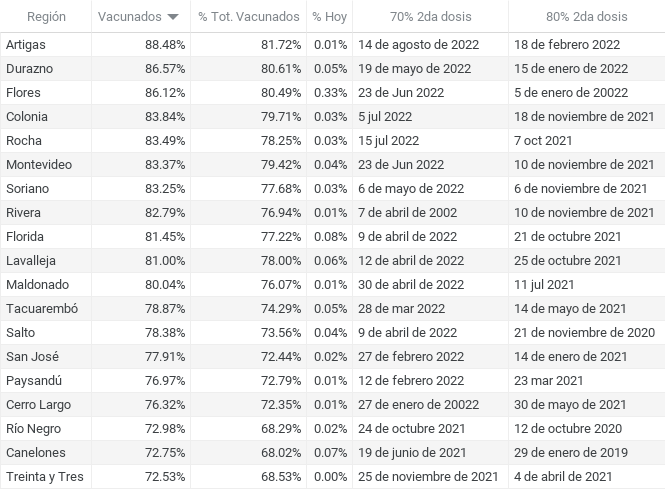 Región Vacunados % Tot. Vacunados % Hoy 70% 2da dosis 80% 2da dosis
Artigas 88.48% 81.72% 0.01% 14 de agosto de 2022 18 de febrero 2022
Durazno 86.57% 80.61% 0.05% 19 de mayo de 2022 15 de enero de 2022
Flores 86.12% 80.49% 0.33% 23 de Jun 2022 5 de enero de 20022
Colonia 83.84% 79.71% 0.03% 5 jul 2022 18 de noviembre de 2021
Rocha 83.49% 78.25% 0.03% 15 jul 2022 7 oct 2021
Montevideo 83.37% 79.42% 0.04% 23 de Jun 2022 10 de noviembre de 2021
Soriano 83.25% 77.68% 0.03% 6 de mayo de 2022 6 de noviembre de 2021
Rivera 82.79% 76.94% 0.01% 7 de abril de 2002 10 de noviembre de 2021
Florida 81.45% 77.22% 0.08% 9 de abril de 2022 21 de octubre 2021
Lavalleja 81.00% 78.00% 0.06% 12 de abril de 2022 25 de octubre 2021
Maldonado 80.04% 76.07% 0.01% 30 de abril de 2022 11 jul 2021
Tacuarembó 78.87% 74.29% 0.05% 28 de mar 2022 14 de mayo de 2021
Salto 78.38% 73.56% 0.04% 9 de abril de 2022 21 de noviembre de 2020
San José 77.91% 72.44% 0.02% 27 de febrero 2022 14 de enero de 2021
Paysandú 76.97% 72.79% 0.01% 12 de febrero 2022 23 mar 2021
Cerro Largo 76.32% 72.35% 0.01% 27 de enero de 20022 30 de mayo de 2021
Río Negro 72.98% 68.29% 0.02% 24 de octubre 2021 12 de octubre 2020
Canelones 72.75% 68.02% 0.07% 19 de junio de 2021 29 de enero de 2019
Treinta y Tres 72.53% 68.53% 0.00% 25 de noviembre de 2021 4 de abril de 2021